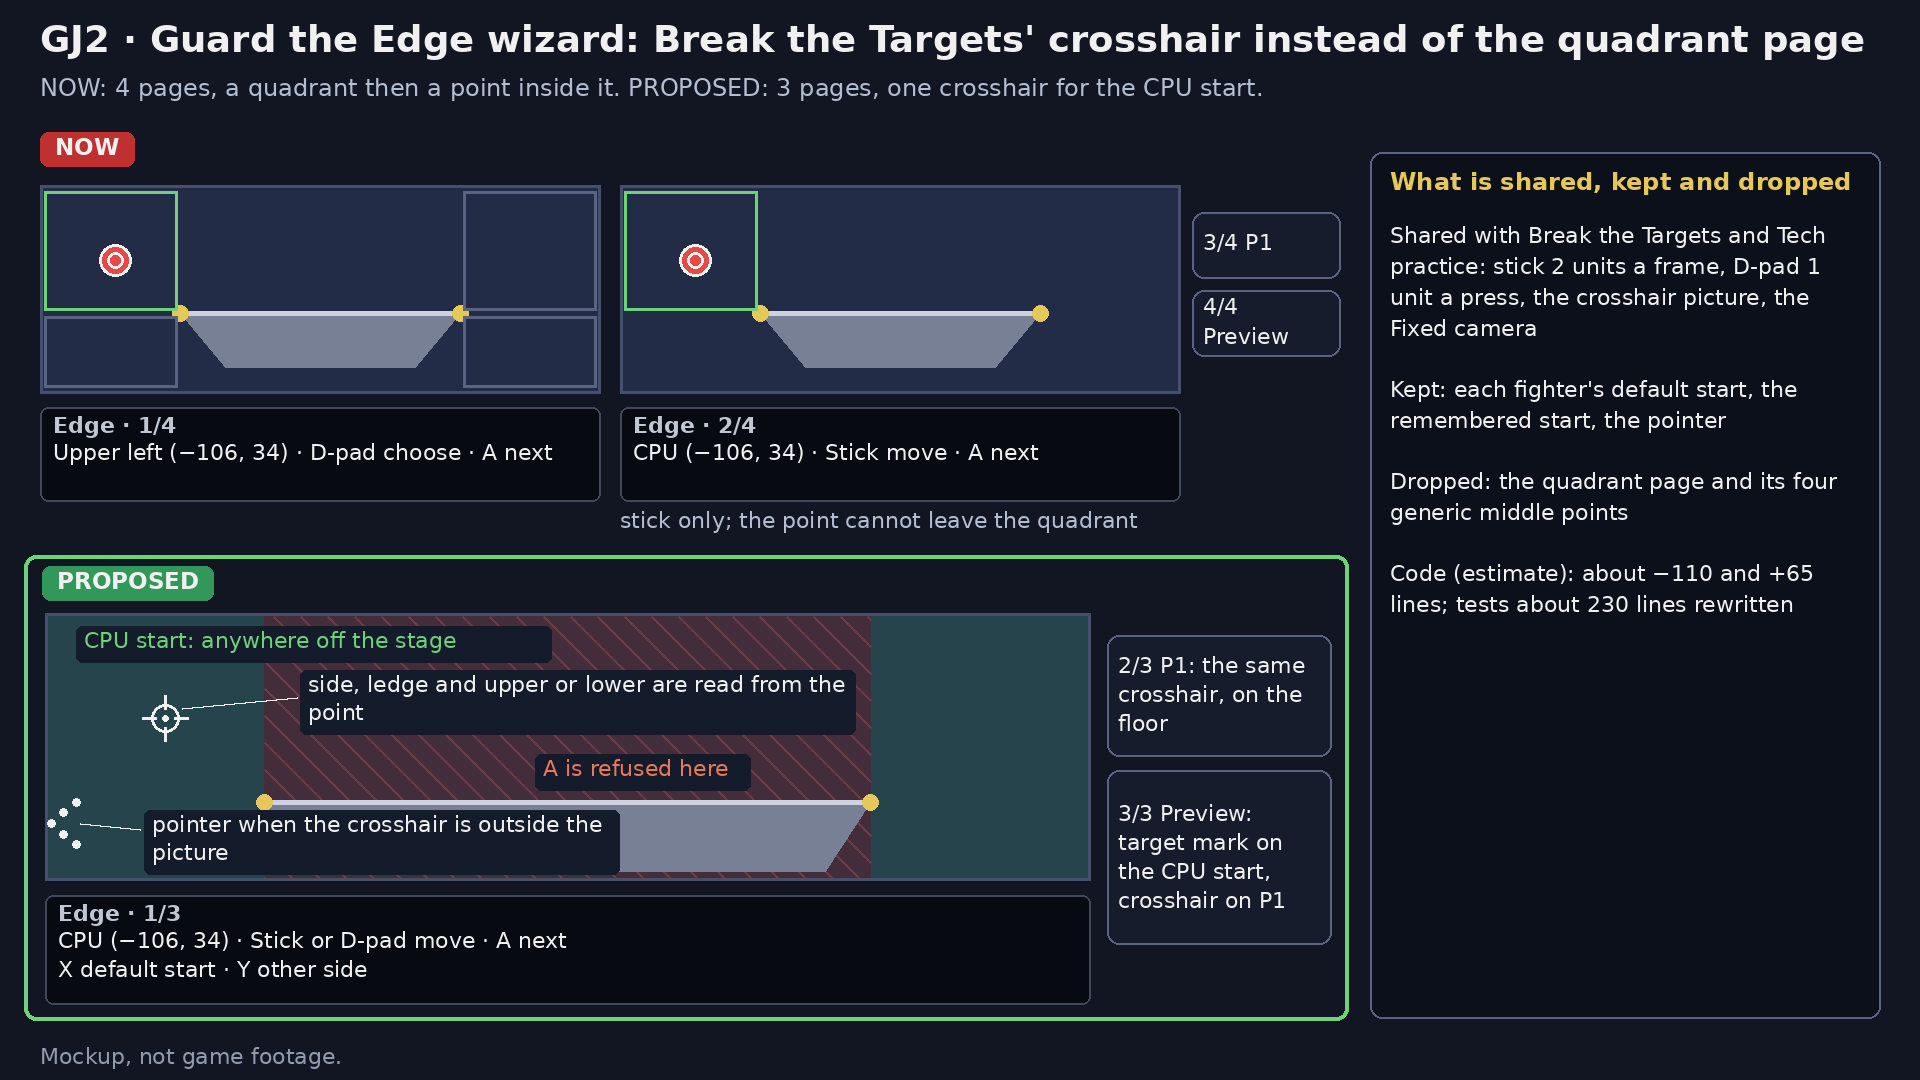 GJ2 · Guard the Edge wizard: Break the Targets' crosshair instead of the quadrant page
NOW: 4 pages, a quadrant then a point inside it. PROPOSED: 3 pages, one crosshair for the CPU start.
NOW
3/4 P1
4/4
Preview
Edge · 1/4
Upper left (−106, 34) · D-pad choose · A next
Edge · 2/4
CPU (−106, 34) · Stick move · A next
stick only; the point cannot leave the quadrant
PROPOSED
CPU start: anywhere off the stage
side, ledge and upper or lower are read from the
point
A is refused here
pointer when the crosshair is outside the
picture
2/3 P1: the same
crosshair, on the
floor
3/3 Preview:
target mark on
the CPU start,
crosshair on P1
Edge · 1/3
CPU (−106, 34) · Stick or D-pad move · A next
X default start · Y other side
What is shared, kept and dropped
Shared with Break the Targets and Tech
practice: stick 2 units a frame, D-pad 1
unit a press, the crosshair picture, the
Fixed camera
Kept: each fighter's default start, the
remembered start, the pointer
Dropped: the quadrant page and its four
generic middle points
Code (estimate): about −110 and +65
lines; tests about 230 lines rewritten
Mockup, not game footage.